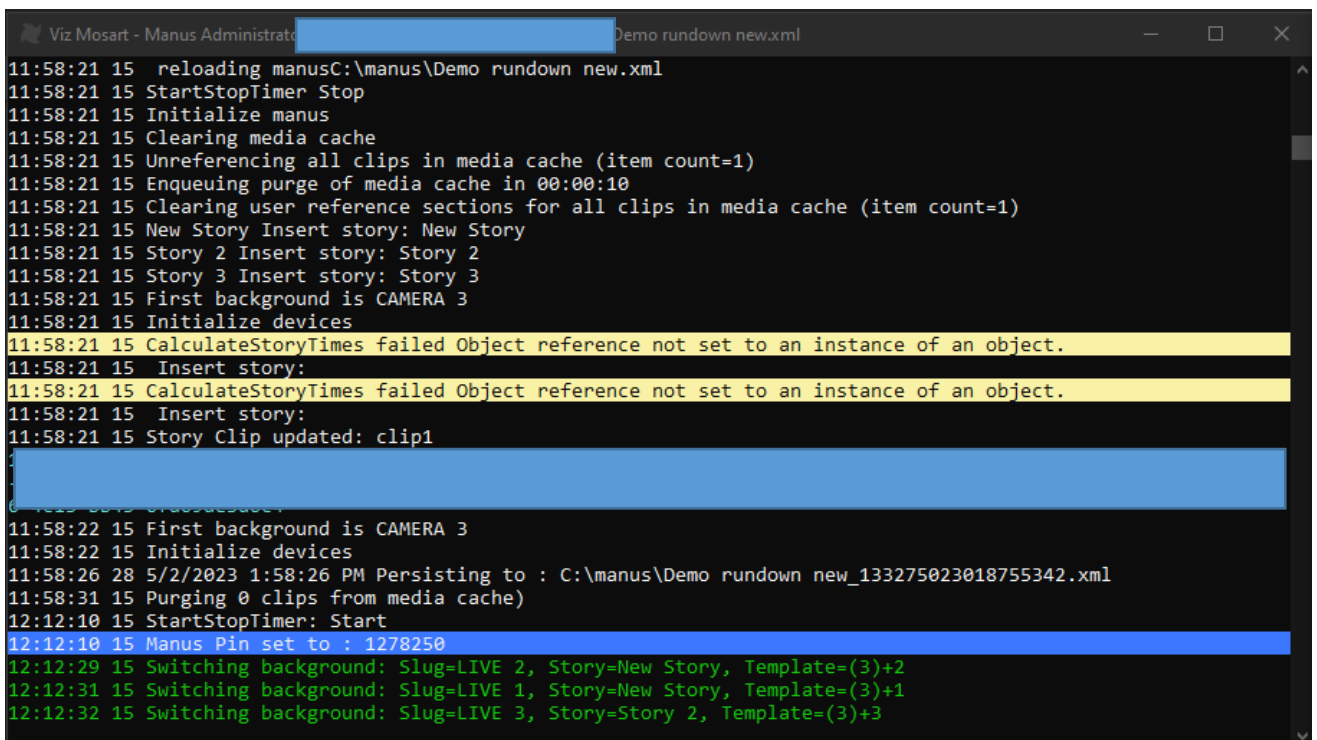 Viz Mosart - Manus Administrato Demo rundown new.xml
11:58:21 15  reloading manusC:\manus\Demo rundown new.xml
11:58:21 15 StartStopTimer Stop
11:58:21 15 Initialize manus
11:58:21 15 Clearing media cache
11:58:21 15 Unreferencing all clips in media cache (item count=1)
11:58:21 15 Enqueuing purge of media cache in 00:00:10
11:58:21 15 Clearing user reference sections for all clips in media cache (item count=1)
11:58:21 15 New Story Insert story: New Story
11:58:21 15 Story 2 Insert story: Story 2
11:58:21 15 Story 3 Insert story: Story 3
11:58:21 15 First background is CAMERA 3
11:58:21 15 Initialize devices
11:58:21 15 CalculateStoryTimes failed Object reference not set to an instance of an object.
11:58:21 15  Insert story:
11:58:21 15 CalculateStoryTimes failed Object reference not set to an instance of an object.
11:58:21 15  Insert story:
11:58:21 15 Story Clip updated: clip1
11:58:22 15 First background is CAMERA 3
11:58:22 15 Initialize devices
11:58:26 28 5/2/2023 1:58:26 PM Persisting to : C:\manus\Demo rundown new_133275023018755342.xml
11:58:31 15 Purging 0 clips from media cache)
12:12:10 15 StartStopTimer: Start
12:12:10 15 Manus Pin set to : 1278250
12:12:29 15 Switching background: Slug=LIVE 2, Story=New Story, Template=(3)+2
12:12:31 15 Switching background: Slug=LIVE 1, Story=New Story, Template=(3)+1
12:12:32 15 Switching background: Slug=LIVE 3, Story=Story 2, Template=(3)+3